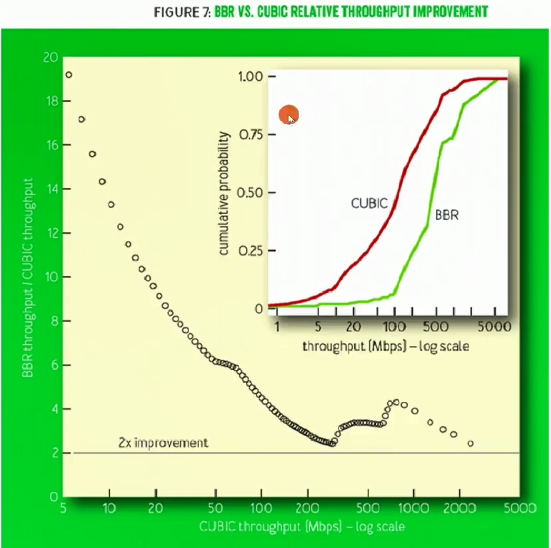 FIGURE 7: BBR VS. CUBIC RELATIVE THROUGHPUT IMPROVEMENT
20
18
16
14
12
10
8
6
4
2
0
BBR throughput / CUBIC throughput
2x improvement
5 10 20 50 100 200 500 1000 2000 5000
CUBIC throughput (Mbps) – log scale
1.00
0.75
0.50
0.25
0
cumulative probability
CUBIC
BBR
1 5 20 100 500 5000
throughput (Mbps) – log scale